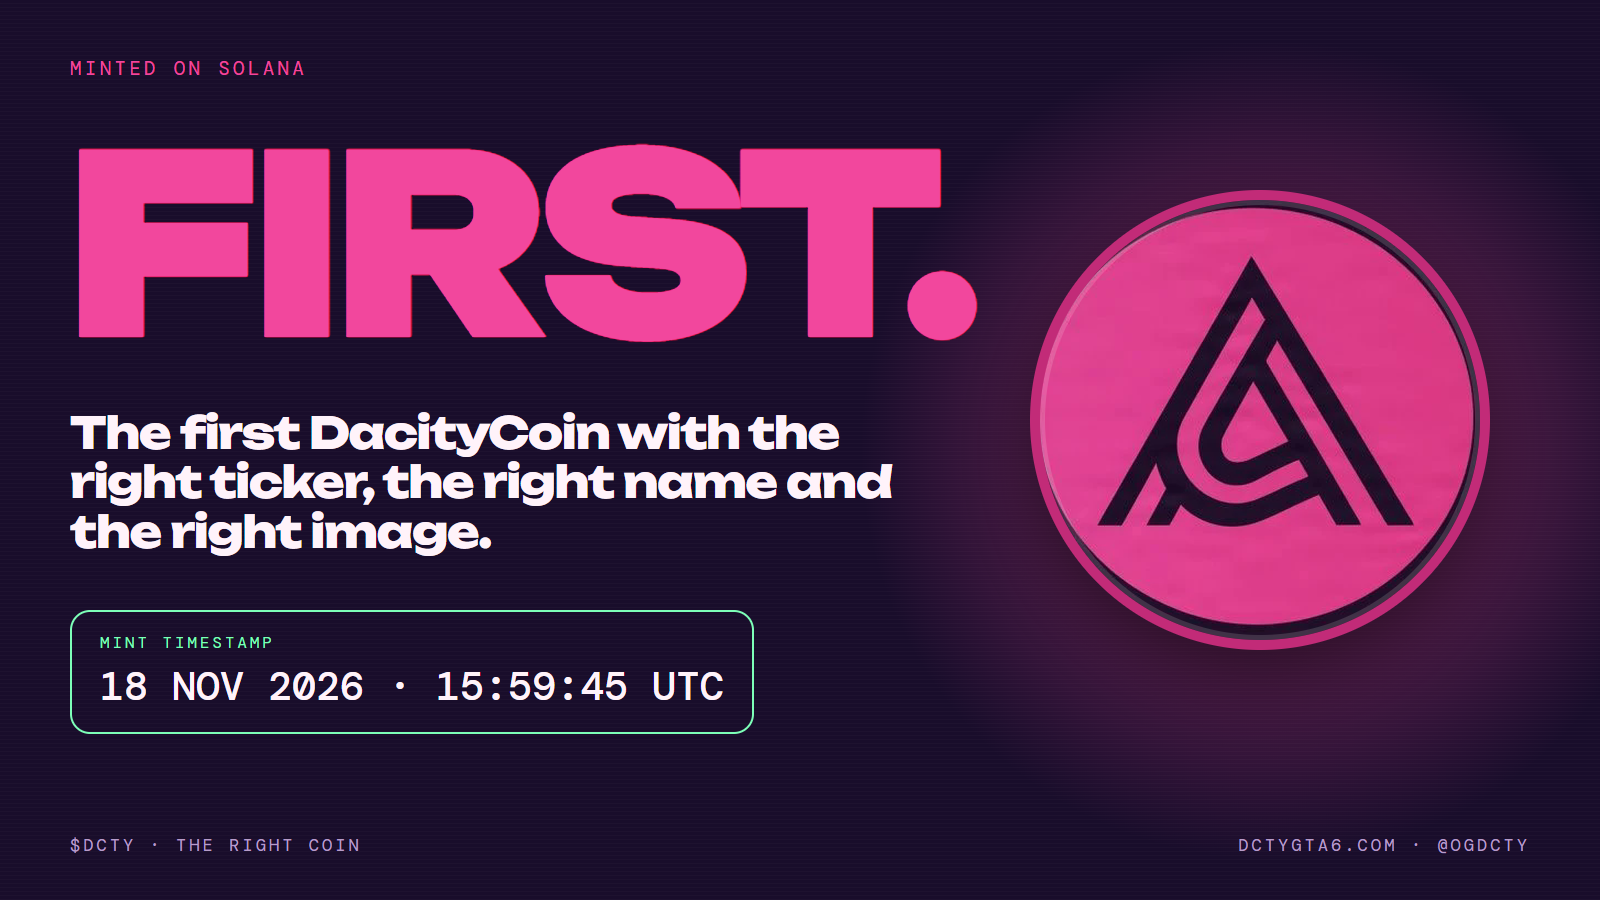 MINTED ON SOLANA
FIRST.
The first DacityCoin with the
right ticker, the right name and
the right image.
MINT TIMESTAMP
18 NOV 2026 · 15:59:45 UTC
$DCTY · THE RIGHT COIN
DCTYGTA6.COM · @OGDCTY